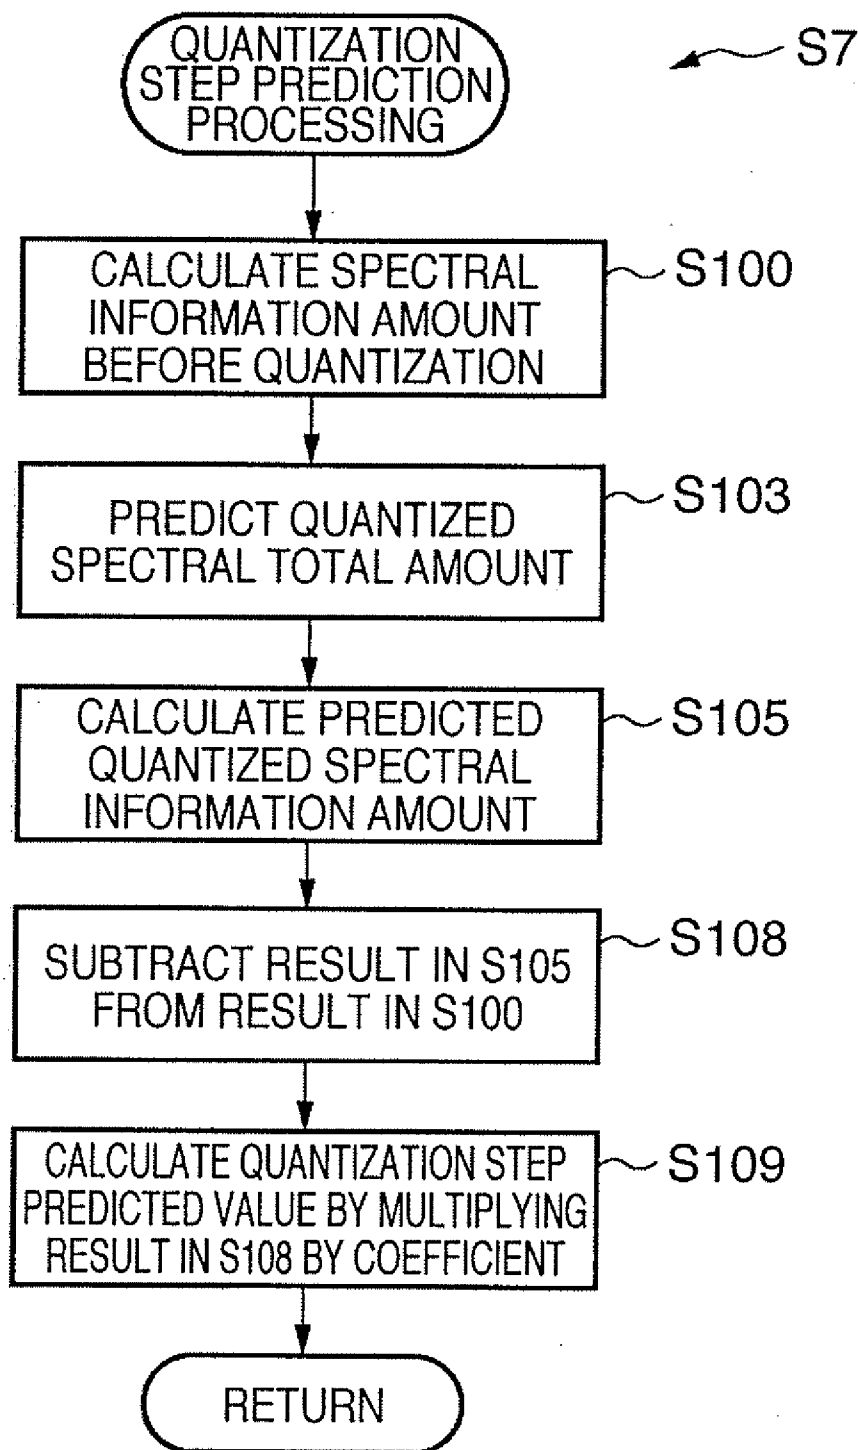 QUANTIZATION
STEP PREDICTION
PROCESSING
S7
CALCULATE SPECTRAL
INFORMATION AMOUNT
BEFORE QUANTIZATION
S100
PREDICT QUANTIZED
SPECTRAL TOTAL AMOUNT
S103
CALCULATE PREDICTED
QUANTIZED SPECTRAL
INFORMATION AMOUNT
S105
SUBTRACT RESULT IN S105
FROM RESULT IN S100
S108
CALCULATE QUANTIZATION STEP
PREDICTED VALUE BY MULTIPLYING
RESULT IN S108 BY COEFFICIENT
S109
RETURN